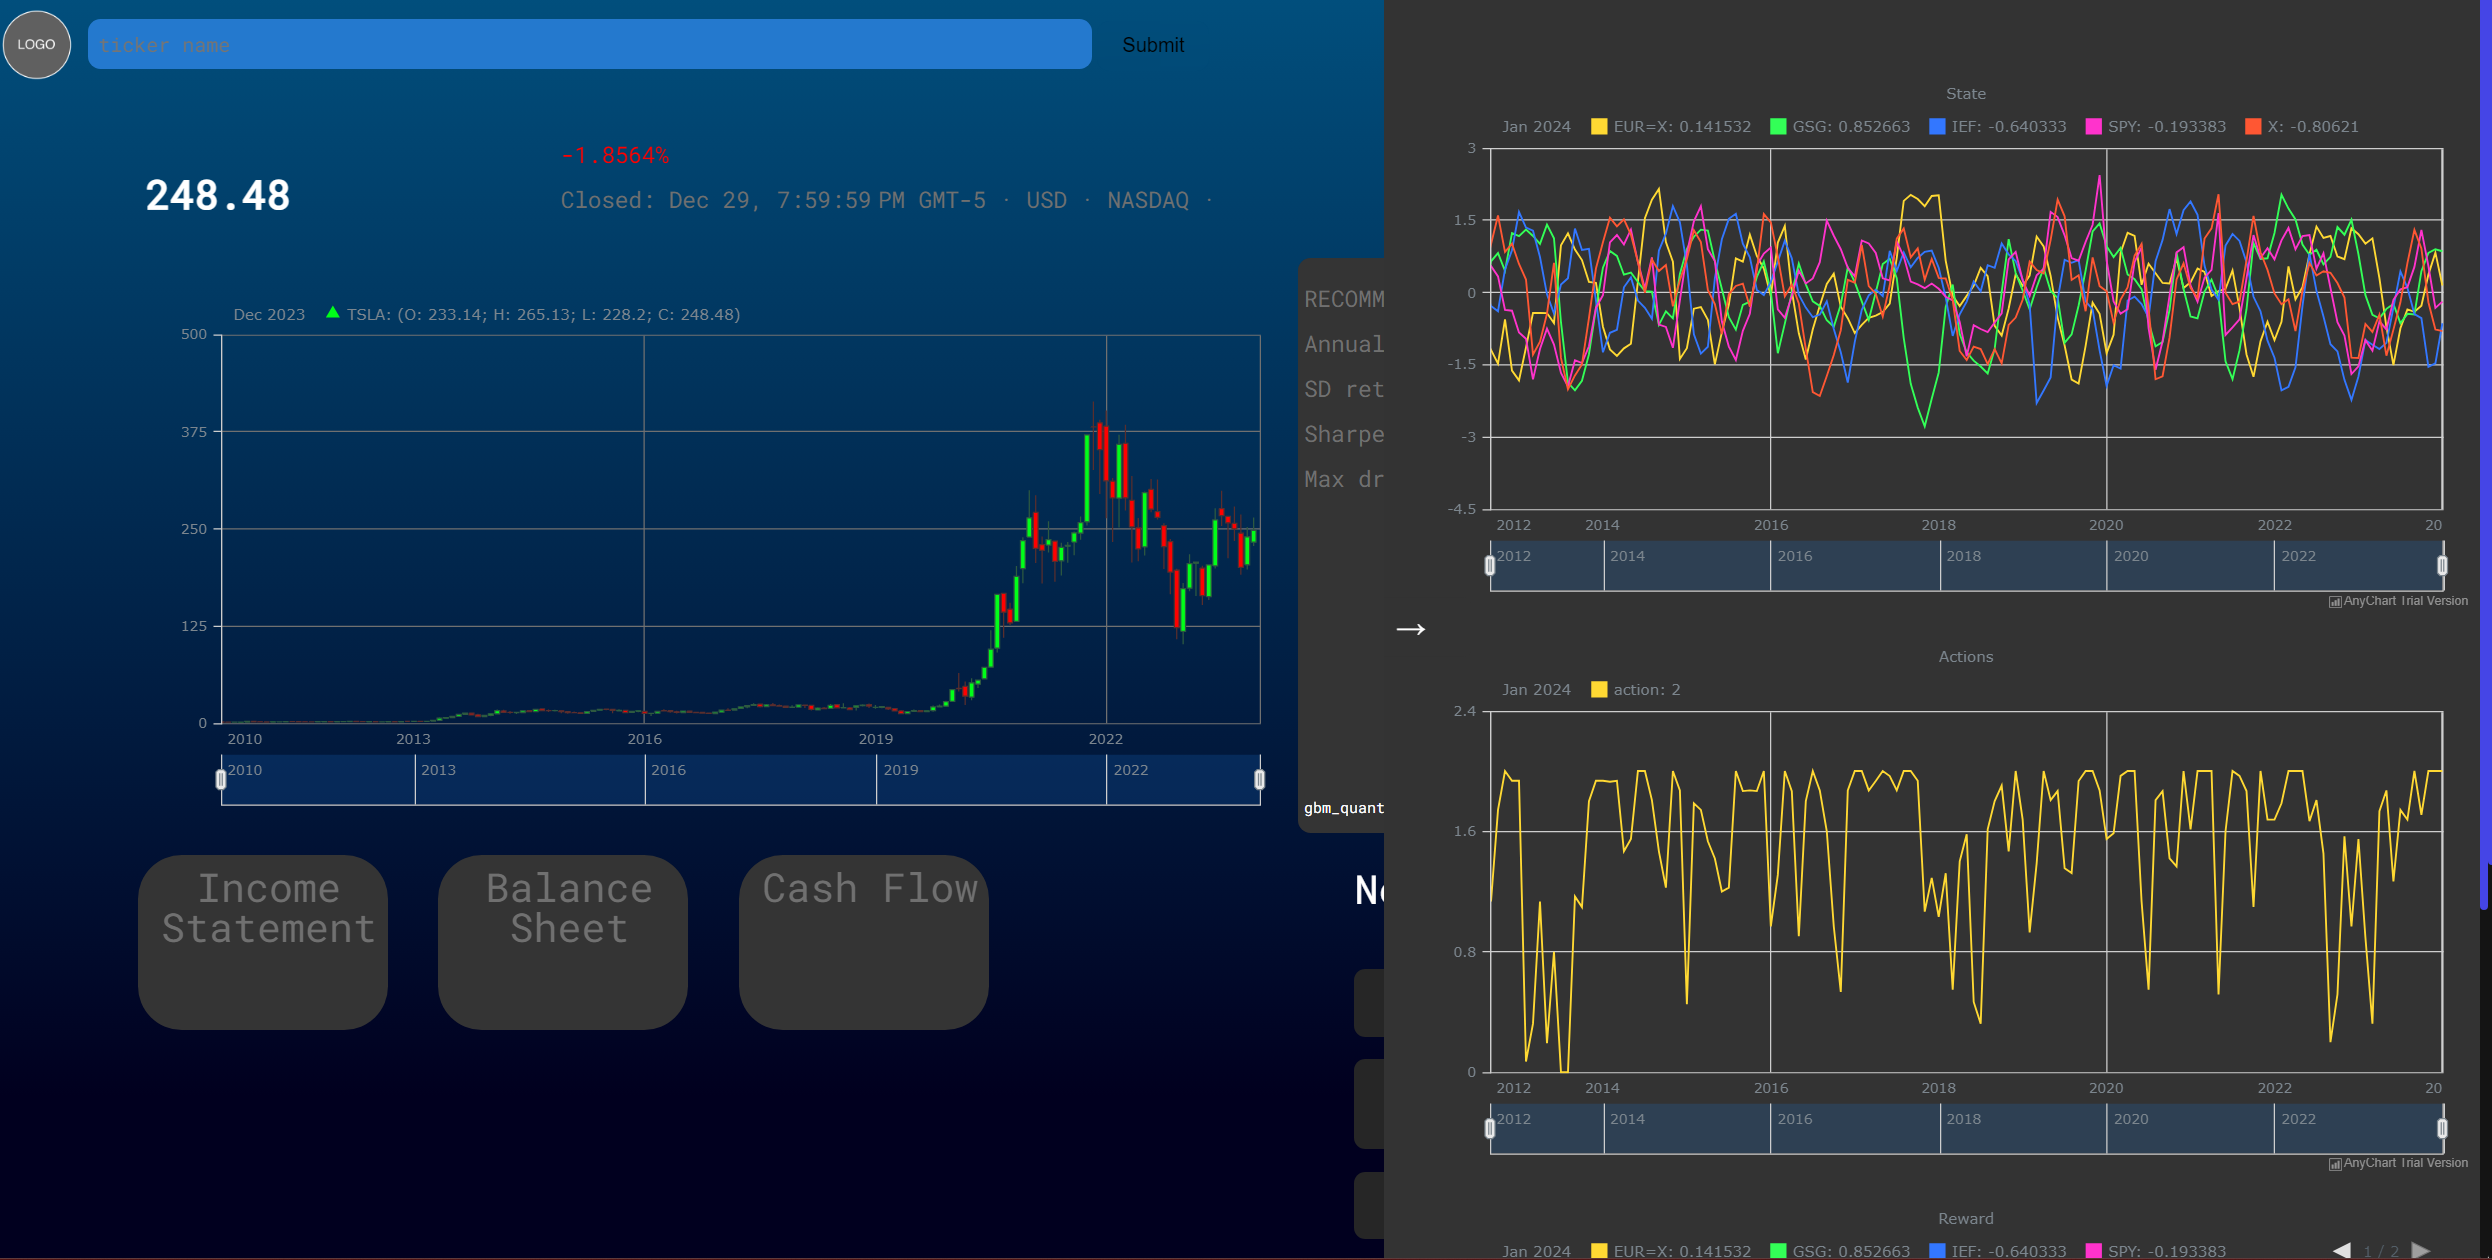 LOGO
ticker name
Submit
-1.8564%
248.48
Closed: Dec 29, 7:59:59 PM GMT-5 · USD · NASDAQ ·
Dec 2023 TSLA: (O: 233.14; H: 265.13; L: 228.2; C: 248.48)
500
375
250
125
0
2010 2013 2016 2019 2022
2010 2013 2016 2019 2022
Income Statement
Balance Sheet
Cash Flow
RECOMM
Annual
SD ret
Sharpe
Max dr
gbm_quant
→
State
Jan 2024 EUR=X: 0.141532 GSG: 0.852663 IEF: -0.640333 SPY: -0.193383 X: -0.80621
3
1.5
0
-1.5
-3
-4.5
2012 2014 2016 2018 2020 2022 20
2012 2014 2016 2018 2020 2022
AnyChart Trial Version
Actions
Jan 2024 action: 2
2.4
1.6
0.8
0
2012 2014 2016 2018 2020 2022 20
2012 2014 2016 2018 2020 2022
AnyChart Trial Version
Reward
Jan 2024 EUR=X: 0.141532 GSG: 0.852663 IEF: -0.640333 SPY: -0.193383 1 / 2